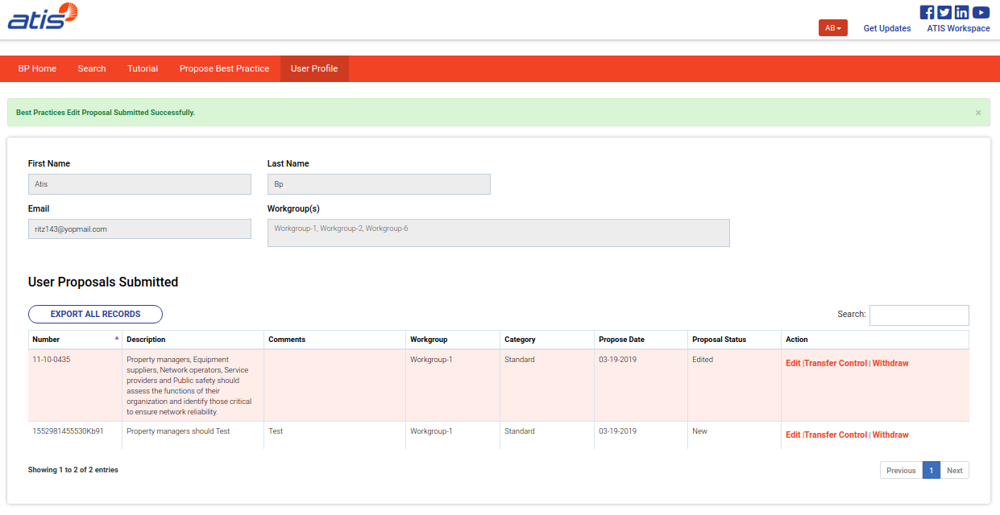 atis
AB
Get Updates
ATIS Workspace
BP Home
Search
Tutorial
Propose Best Practice
User Profile
Best Practices Edit Proposal Submitted Successfully.
×
First Name
Last Name
Atis
Bp
Email
Workgroup(s)
ritz143@yopmail.com
Workgroup-1, Workgroup-2, Workgroup-6
User Proposals Submitted
EXPORT ALL RECORDS
Search:
Number
Description
Comments
Workgroup
Category
Propose Date
Proposal Status
Action
11-10-0435
Property managers, Equipment
suppliers, Network operators, Service
providers and Public safety should
assess the functions of their
organization and identify those critical
to ensure network reliability.
Workgroup-1
Standard
03-19-2019
Edited
Edit |Transfer Control | Withdraw
1552981455530Kb91
Property managers should Test
Test
Workgroup-1
Standard
03-19-2019
New
Edit |Transfer Control | Withdraw
Showing 1 to 2 of 2 entries
Previous
1
Next